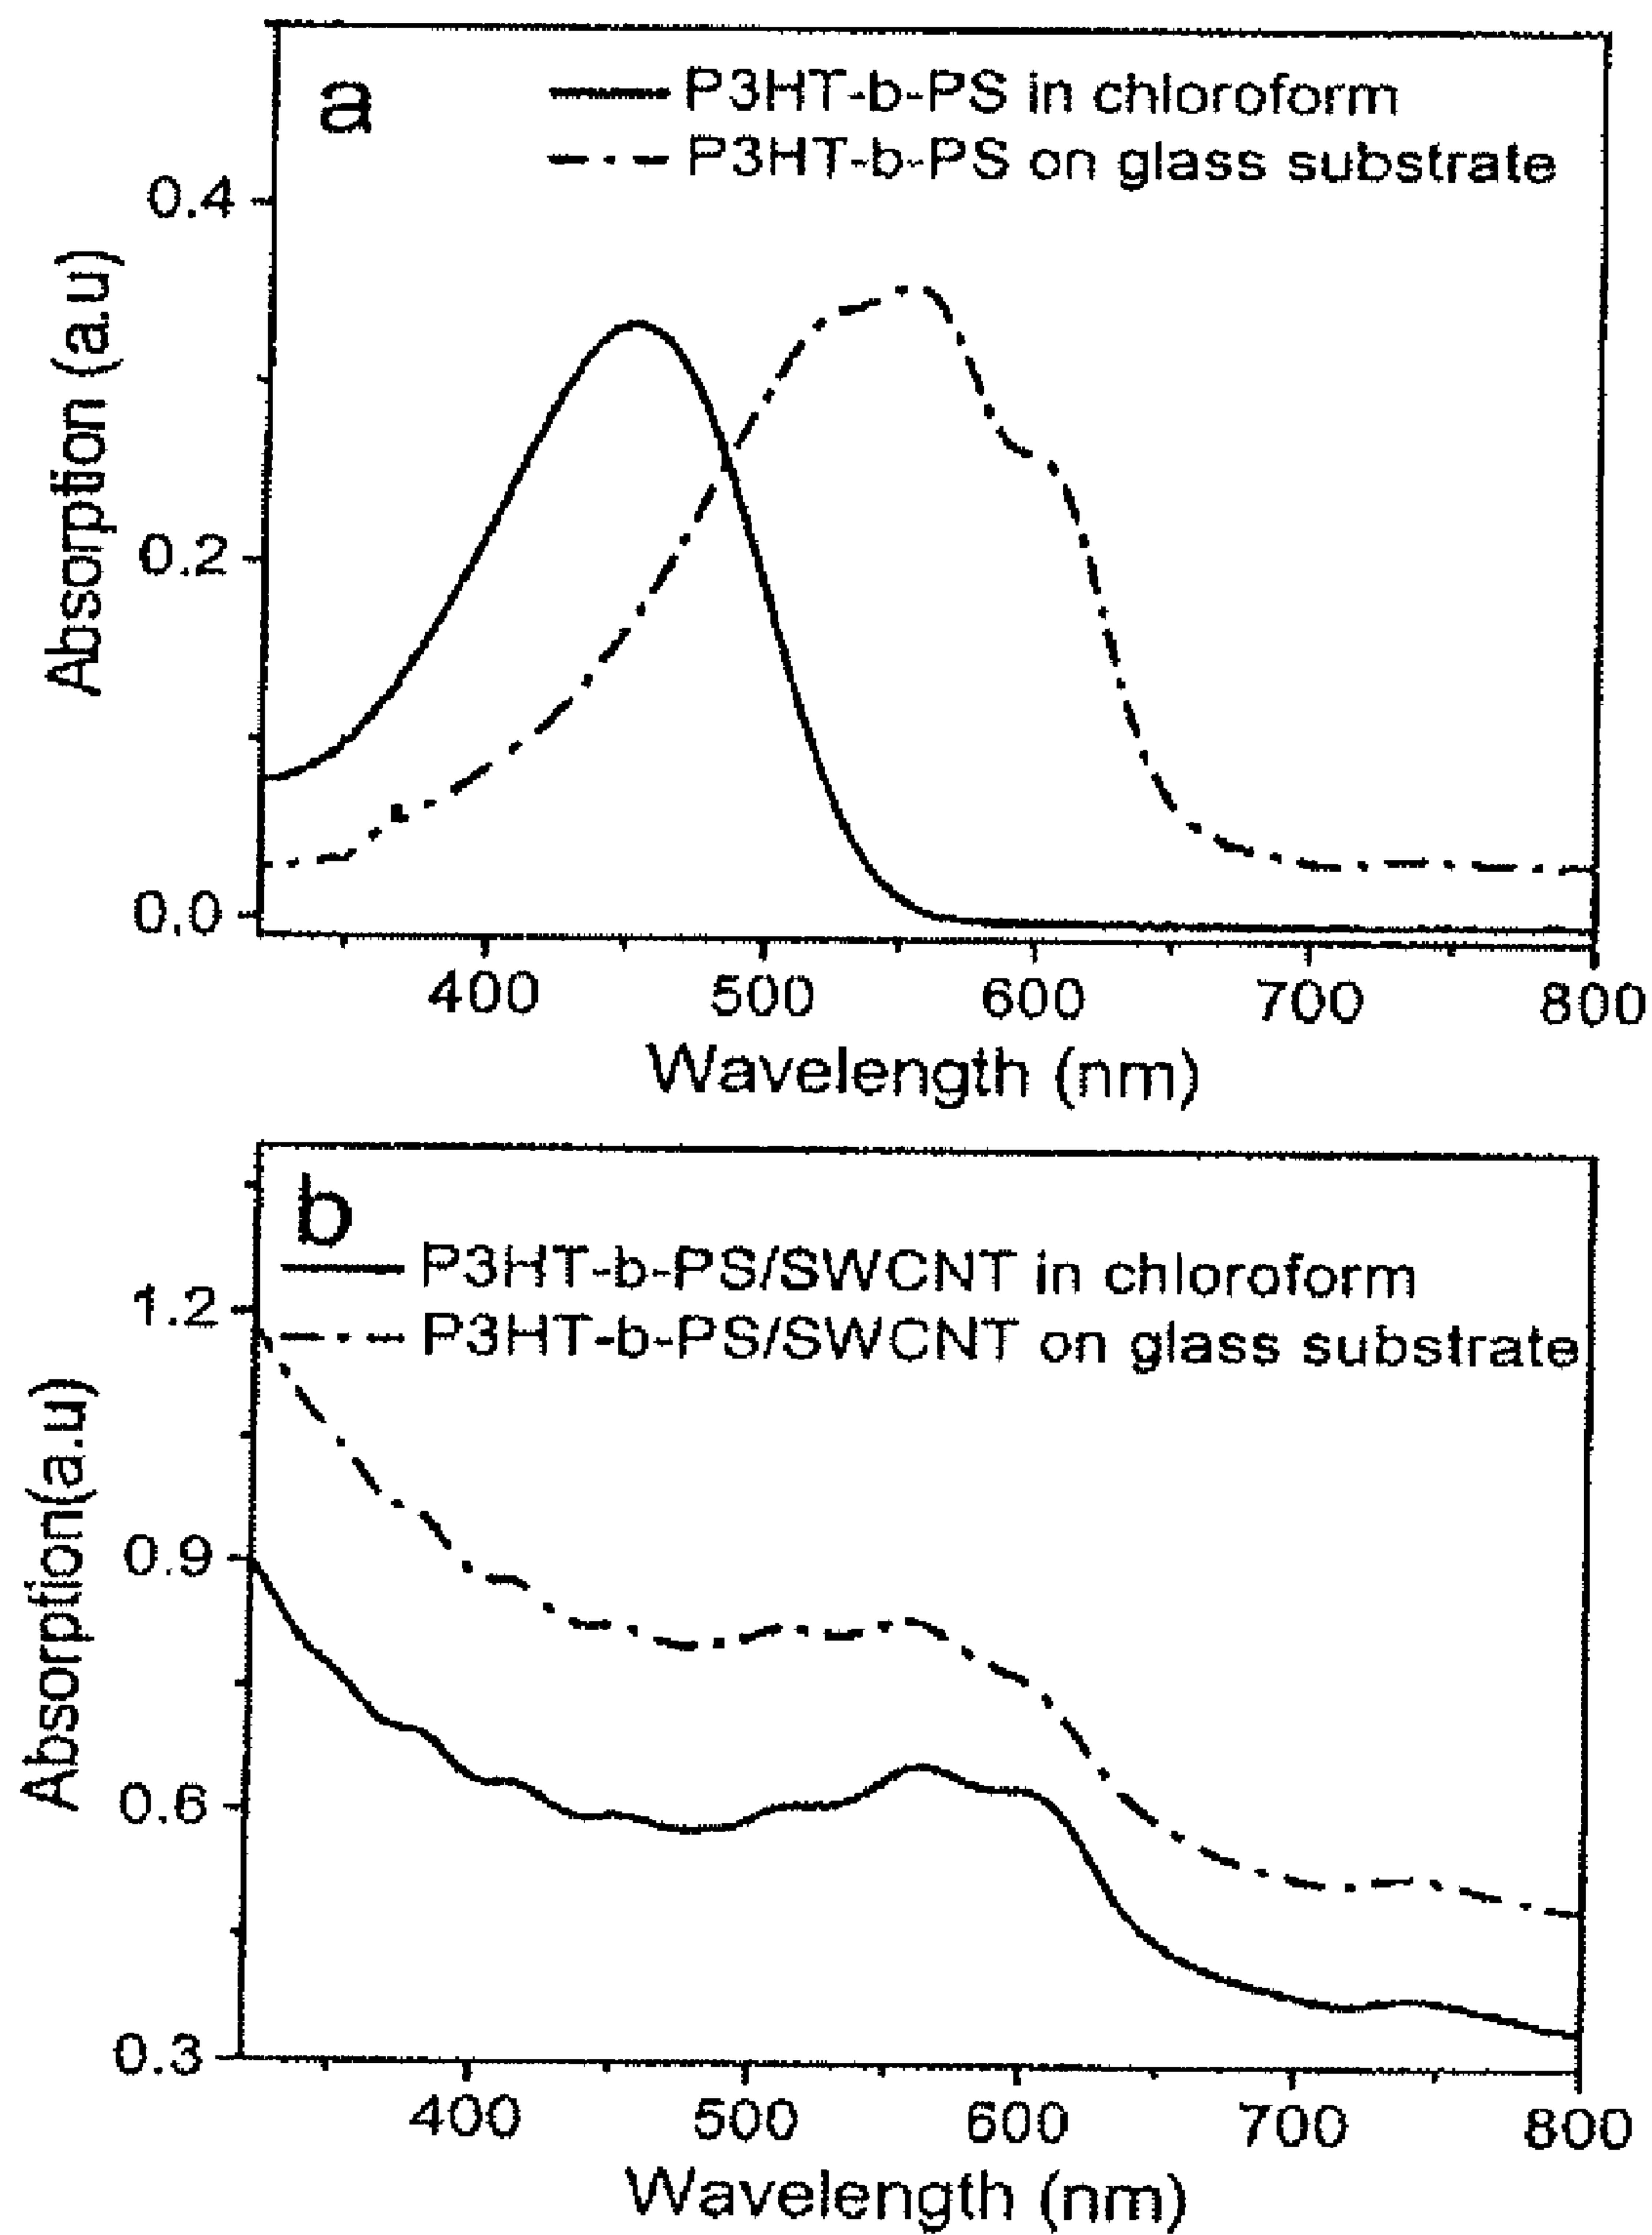 a
P3HT-b-PS in chloroform
P3HT-b-PS on glass substrate
0.4
0.2
0.0
Absorption (a.u)
400 500 600 700 800
Wavelength (nm)
b
P3HT-b-PS/SWCNT in chloroform
P3HT-b-PS/SWCNT on glass substrate
1.2
0.9
0.6
0.3
Absorption(a.u)
400 500 600 700 800
Wavelength (nm)